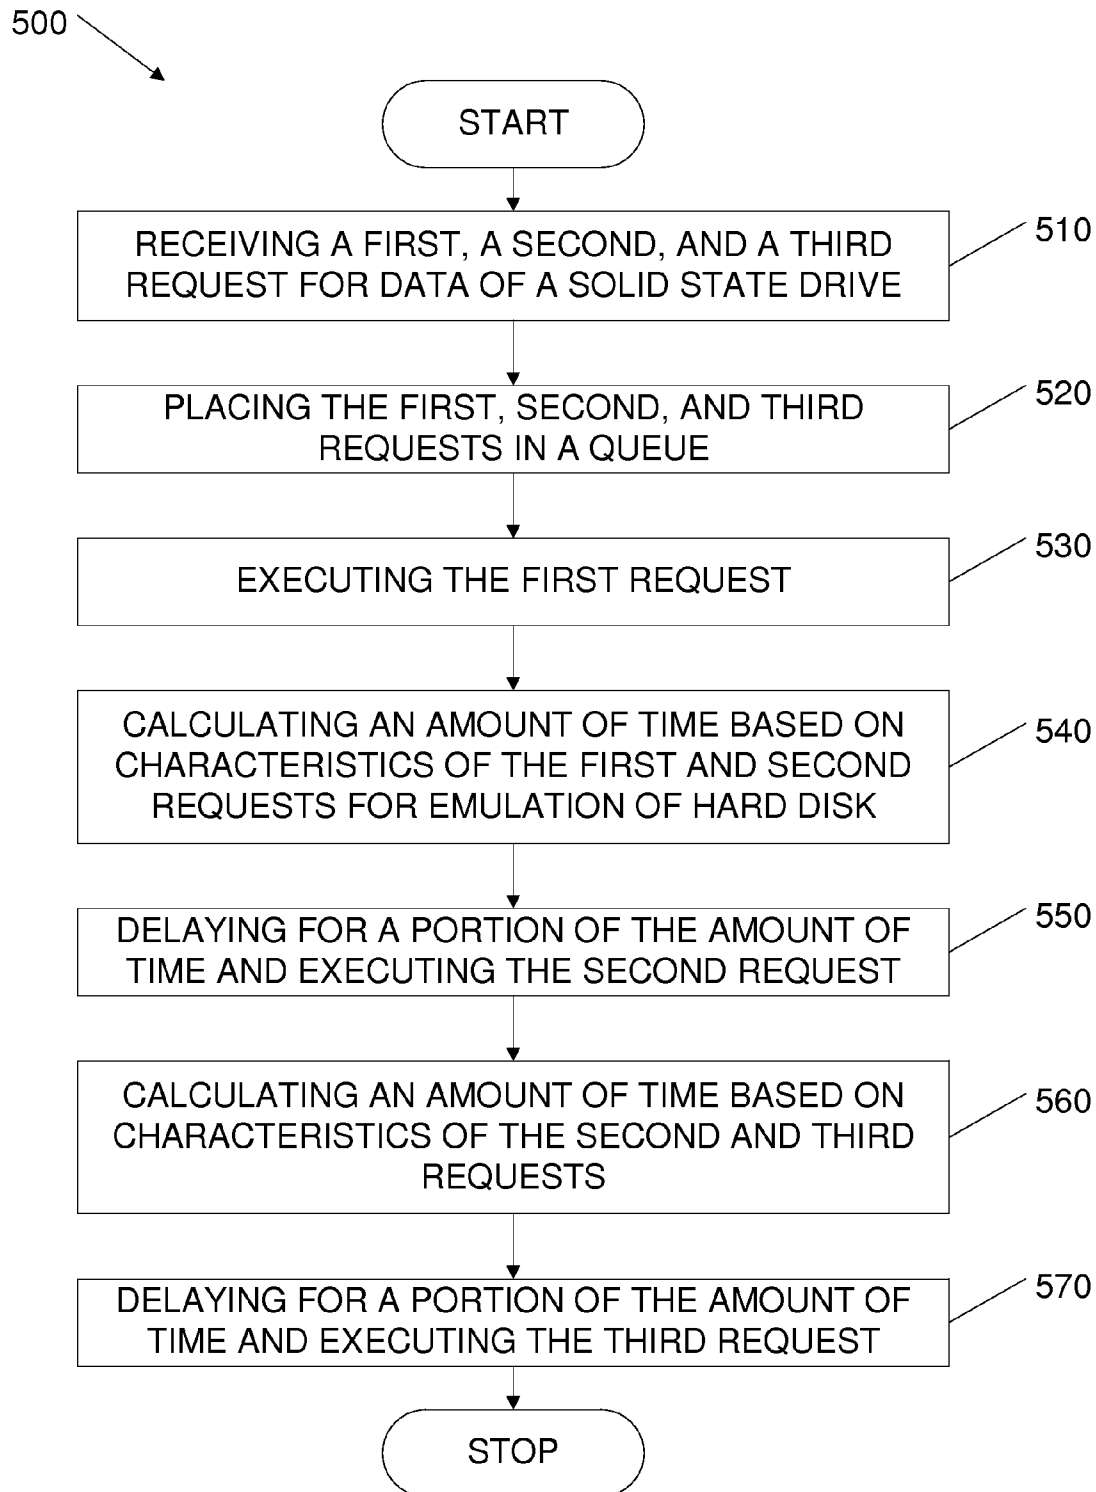 500
START
RECEIVING A FIRST, A SECOND, AND A THIRD
REQUEST FOR DATA OF A SOLID STATE DRIVE
510
PLACING THE FIRST, SECOND, AND THIRD
REQUESTS IN A QUEUE
520
EXECUTING THE FIRST REQUEST
530
CALCULATING AN AMOUNT OF TIME BASED ON
CHARACTERISTICS OF THE FIRST AND SECOND
REQUESTS FOR EMULATION OF HARD DISK
540
DELAYING FOR A PORTION OF THE AMOUNT OF
TIME AND EXECUTING THE SECOND REQUEST
550
CALCULATING AN AMOUNT OF TIME BASED ON
CHARACTERISTICS OF THE SECOND AND THIRD
REQUESTS
560
DELAYING FOR A PORTION OF THE AMOUNT OF
TIME AND EXECUTING THE THIRD REQUEST
570
STOP